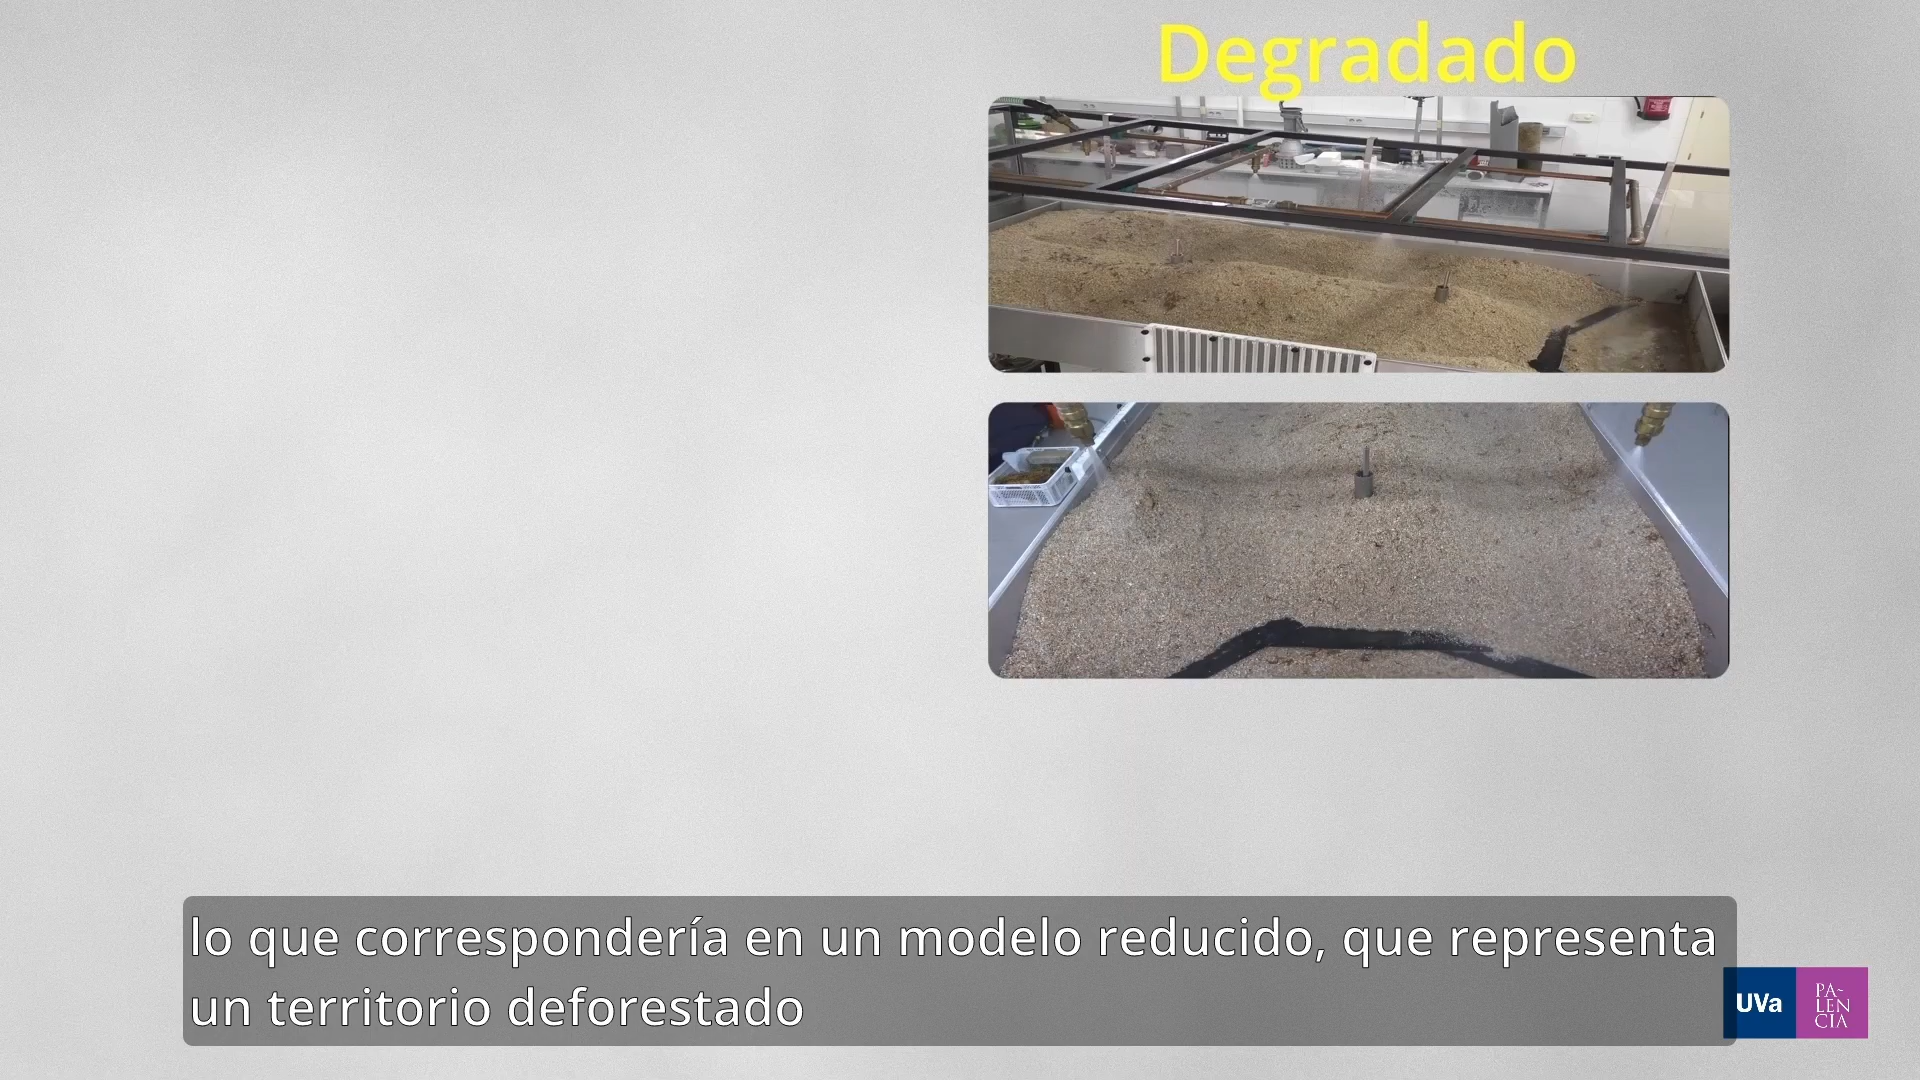 Degradado
lo que correspondería en un modelo reducido, que representa
un territorio deforestado
UVa
PA~
LEN
CIA